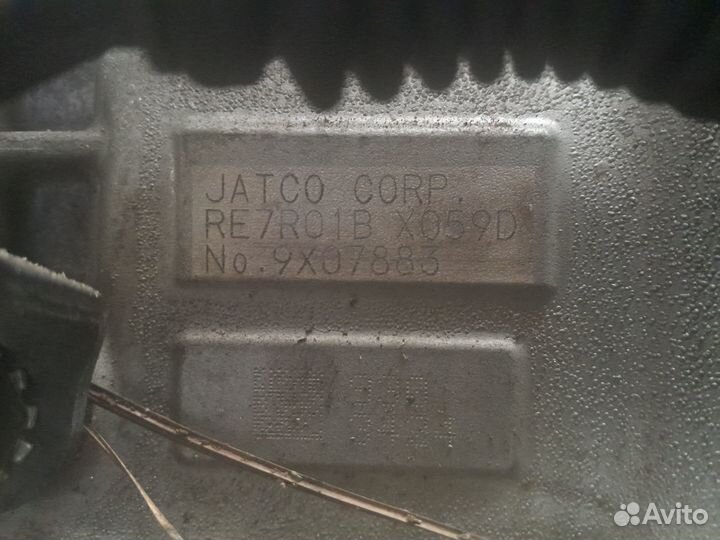 JATCO CORP.
RE7R01B X059D
No.9X07883
Avito